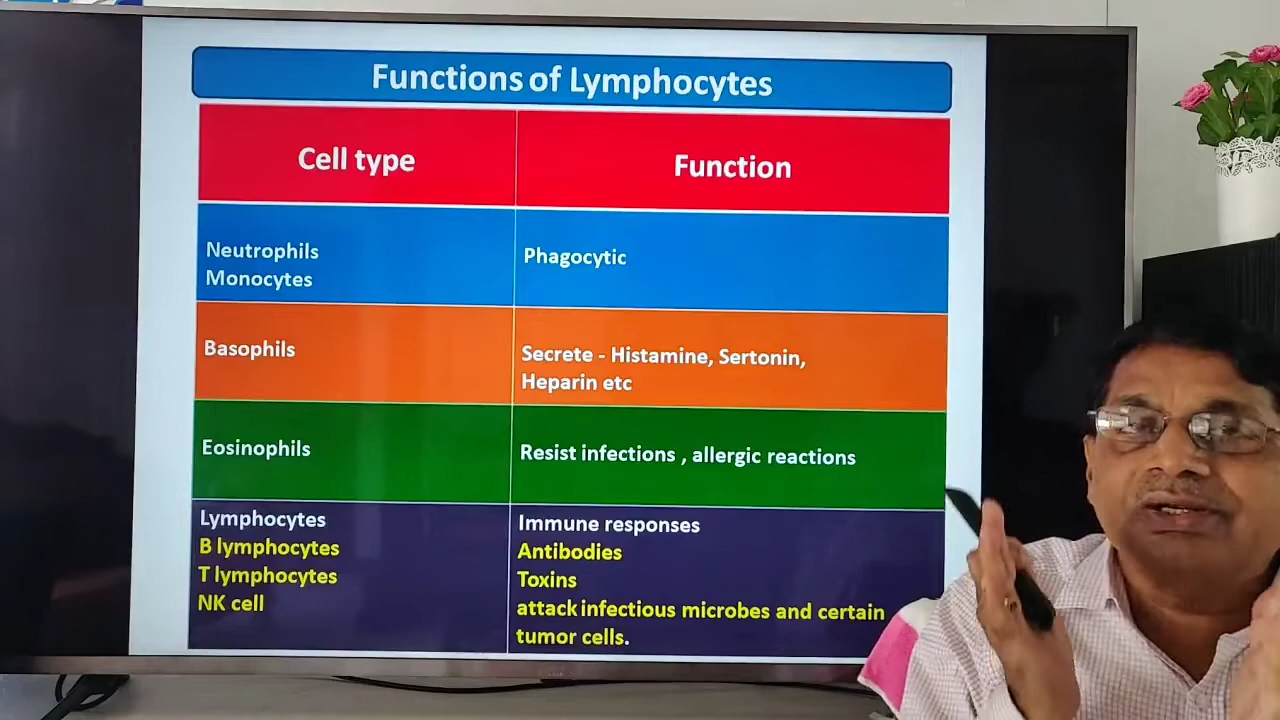 Functions of Lymphocytes
Cell type
Function
Neutrophils
Monocytes
Phagocytic
Basophils
Secrete - Histamine, Sertonin,
Heparin etc
Eosinophils
Resist infections , allergic reactions
Lymphocytes
B lymphocytes
T lymphocytes
NK cell
Immune responses
Antibodies
Toxins
attack infectious microbes and certain
tumor cells.